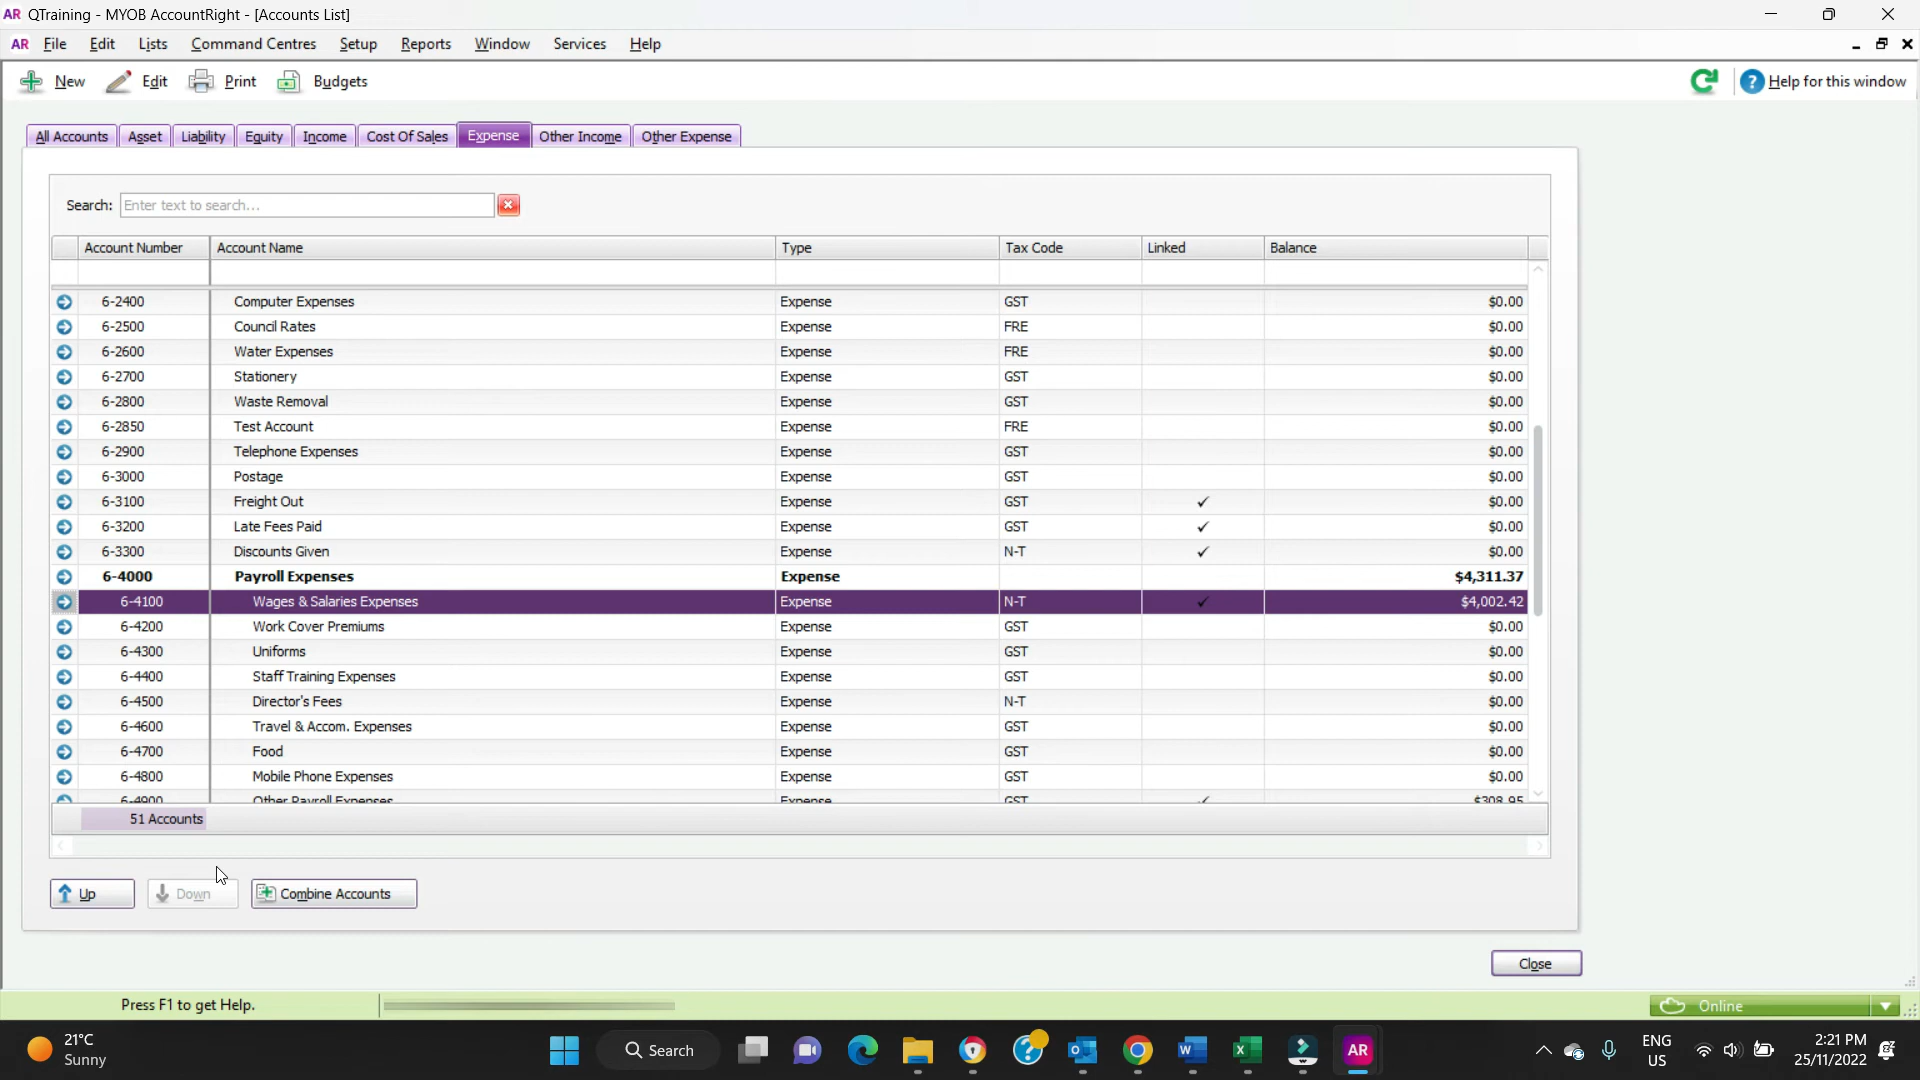 AR QTraining - MYOB AccountRight - [Accounts List]
AR File Edit Lists Command Centres Setup Reports Window Services Help
New Edit Print Budgets ? Help for this window
All Accounts Asset Liability Equity Income Cost Of Sales Expense Other Income Other Expense
Search: Enter text to search...
Account Number Account Name Type Tax Code Linked Balance
6-2400 Computer Expenses Expense GST $0.00
6-2500 Council Rates Expense FRE $0.00
6-2600 Water Expenses Expense FRE $0.00
6-2700 Stationery Expense GST $0.00
6-2800 Waste Removal Expense GST $0.00
6-2850 Test Account Expense FRE $0.00
6-2900 Telephone Expenses Expense GST $0.00
6-3000 Postage Expense GST $0.00
6-3100 Freight Out Expense GST ✓ $0.00
6-3200 Late Fees Paid Expense GST ✓ $0.00
6-3300 Discounts Given Expense N-T ✓ $0.00
6-4000 Payroll Expenses Expense $4,311.37
6-4100 Wages & Salaries Expenses Expense N-T ✓ $4,002.42
6-4200 Work Cover Premiums Expense GST $0.00
6-4300 Uniforms Expense GST $0.00
6-4400 Staff Training Expenses Expense GST $0.00
6-4500 Director's Fees Expense N-T $0.00
6-4600 Travel & Accom. Expenses Expense GST $0.00
6-4700 Food Expense GST $0.00
6-4800 Mobile Phone Expenses Expense GST $0.00
6-4900 Other Payroll Expenses Expense GST ✓ $308.95
51 Accounts
Up Down Combine Accounts
Close
Press F1 to get Help. Online
21°C
Sunny
Search
AR
ENG
US
2:21 PM
25/11/2022